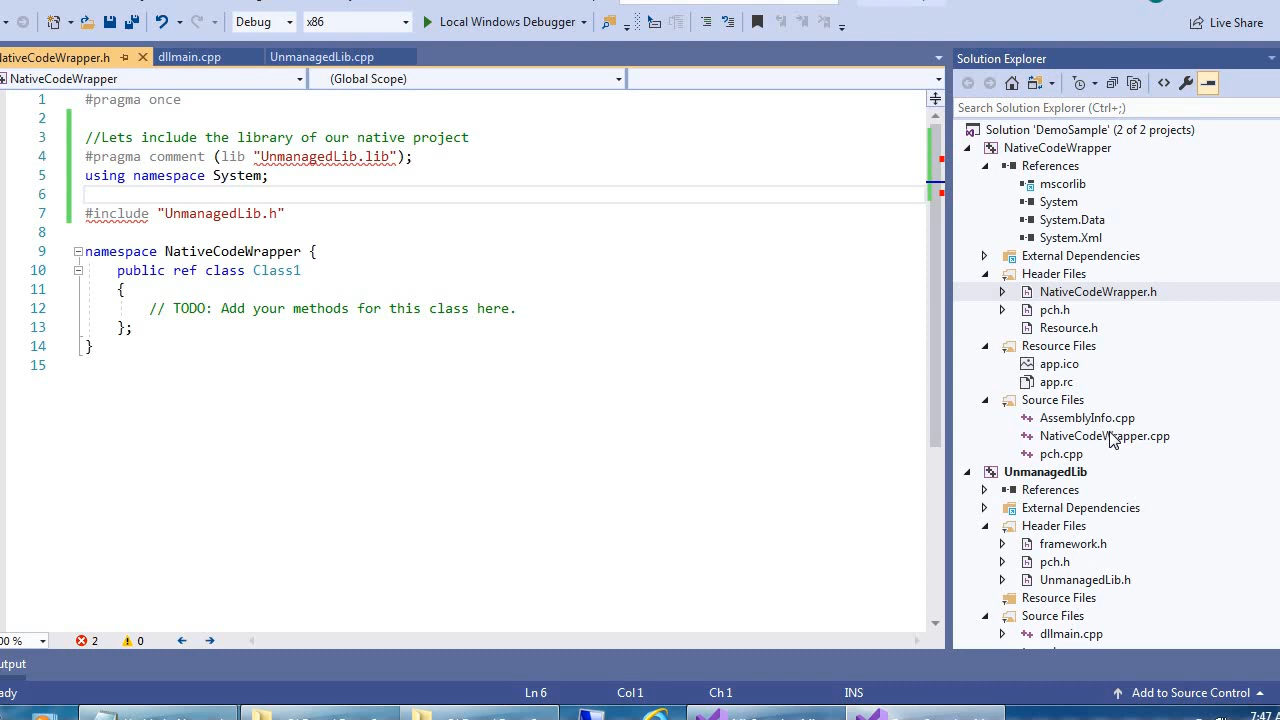 Debug x86 Local Windows Debugger Live Share
NativeCodeWrapper.h dllmain.cpp UnmanagedLib.cpp
NativeCodeWrapper (Global Scope)
1 #pragma once
2
3 //Lets include the library of our native project
4 #pragma comment (lib "UnmanagedLib.lib");
5 using namespace System;
6
7 #include "UnmanagedLib.h"
8
9 namespace NativeCodeWrapper {
10 public ref class Class1
11 {
12 // TODO: Add your methods for this class here.
13 };
14 }
15
00 % 2 0
utput
ady Ln 6 Col 1 Ch 1 INS Add to Source Control
Solution Explorer
Search Solution Explorer (Ctrl+;)
Solution 'DemoSample' (2 of 2 projects)
NativeCodeWrapper
References
mscorlib
System
System.Data
System.Xml
External Dependencies
Header Files
NativeCodeWrapper.h
pch.h
Resource.h
Resource Files
app.ico
app.rc
Source Files
AssemblyInfo.cpp
NativeCodeWrapper.cpp
pch.cpp
UnmanagedLib
References
External Dependencies
Header Files
framework.h
pch.h
UnmanagedLib.h
Resource Files
Source Files
dllmain.cpp